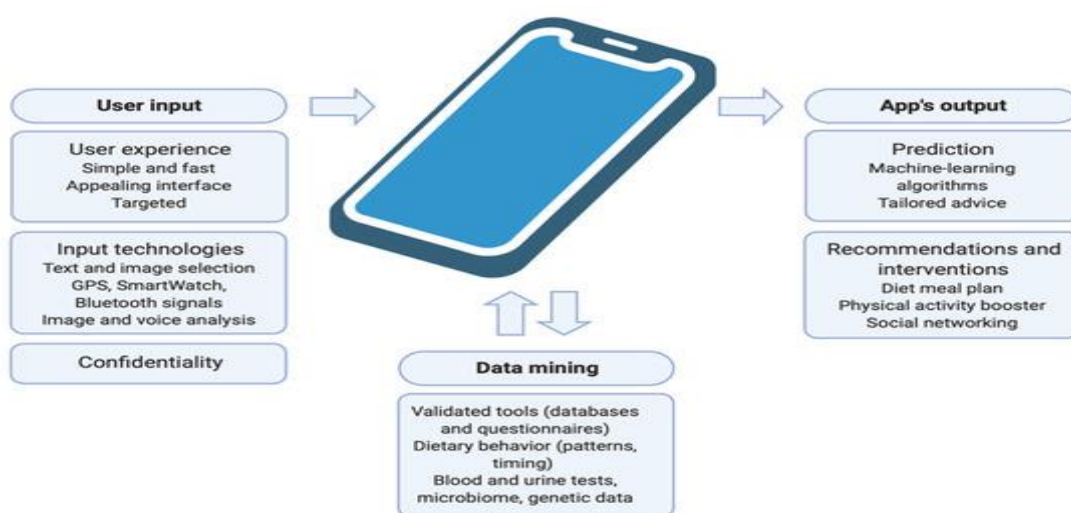 User input
User experience
Simple and fast
Appealing interface
Targeted
Input technologies
Text and image selection
GPS, SmartWatch,
Bluetooth signals
Image and voice analysis
Confidentiality
Data mining
Validated tools (databases
and questionnaires)
Dietary behavior (patterns,
timing)
Blood and urine tests,
microbiome, genetic data
App's output
Prediction
Machine-learning
algorithms
Tailored advice
Recommendations and
interventions
Diet meal plan
Physical activity booster
Social networking